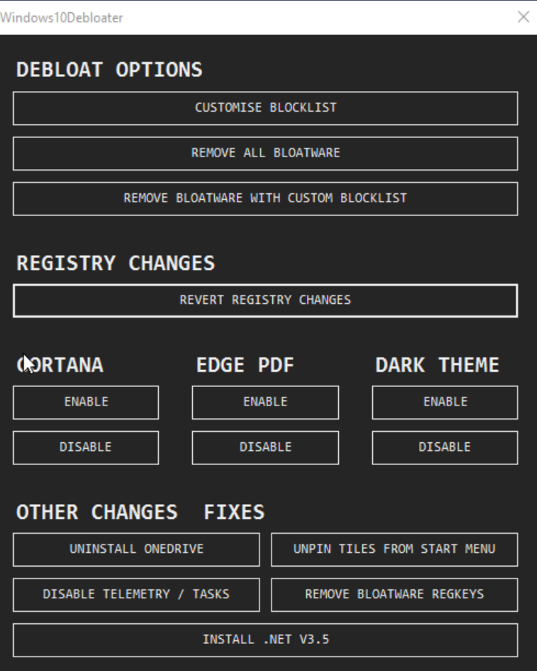 Windows10Debloater
DEBLOAT OPTIONS
CUSTOMISE BLOCKLIST
REMOVE ALL BLOATWARE
REMOVE BLOATWARE WITH CUSTOM BLOCKLIST
REGISTRY CHANGES
REVERT REGISTRY CHANGES
CORTANA EDGE PDF DARK THEME
ENABLE ENABLE ENABLE
DISABLE DISABLE DISABLE
OTHER CHANGES FIXES
UNINSTALL ONEDRIVE UNPIN TILES FROM START MENU
DISABLE TELEMETRY / TASKS REMOVE BLOATWARE REGKEYS
INSTALL .NET V3.5